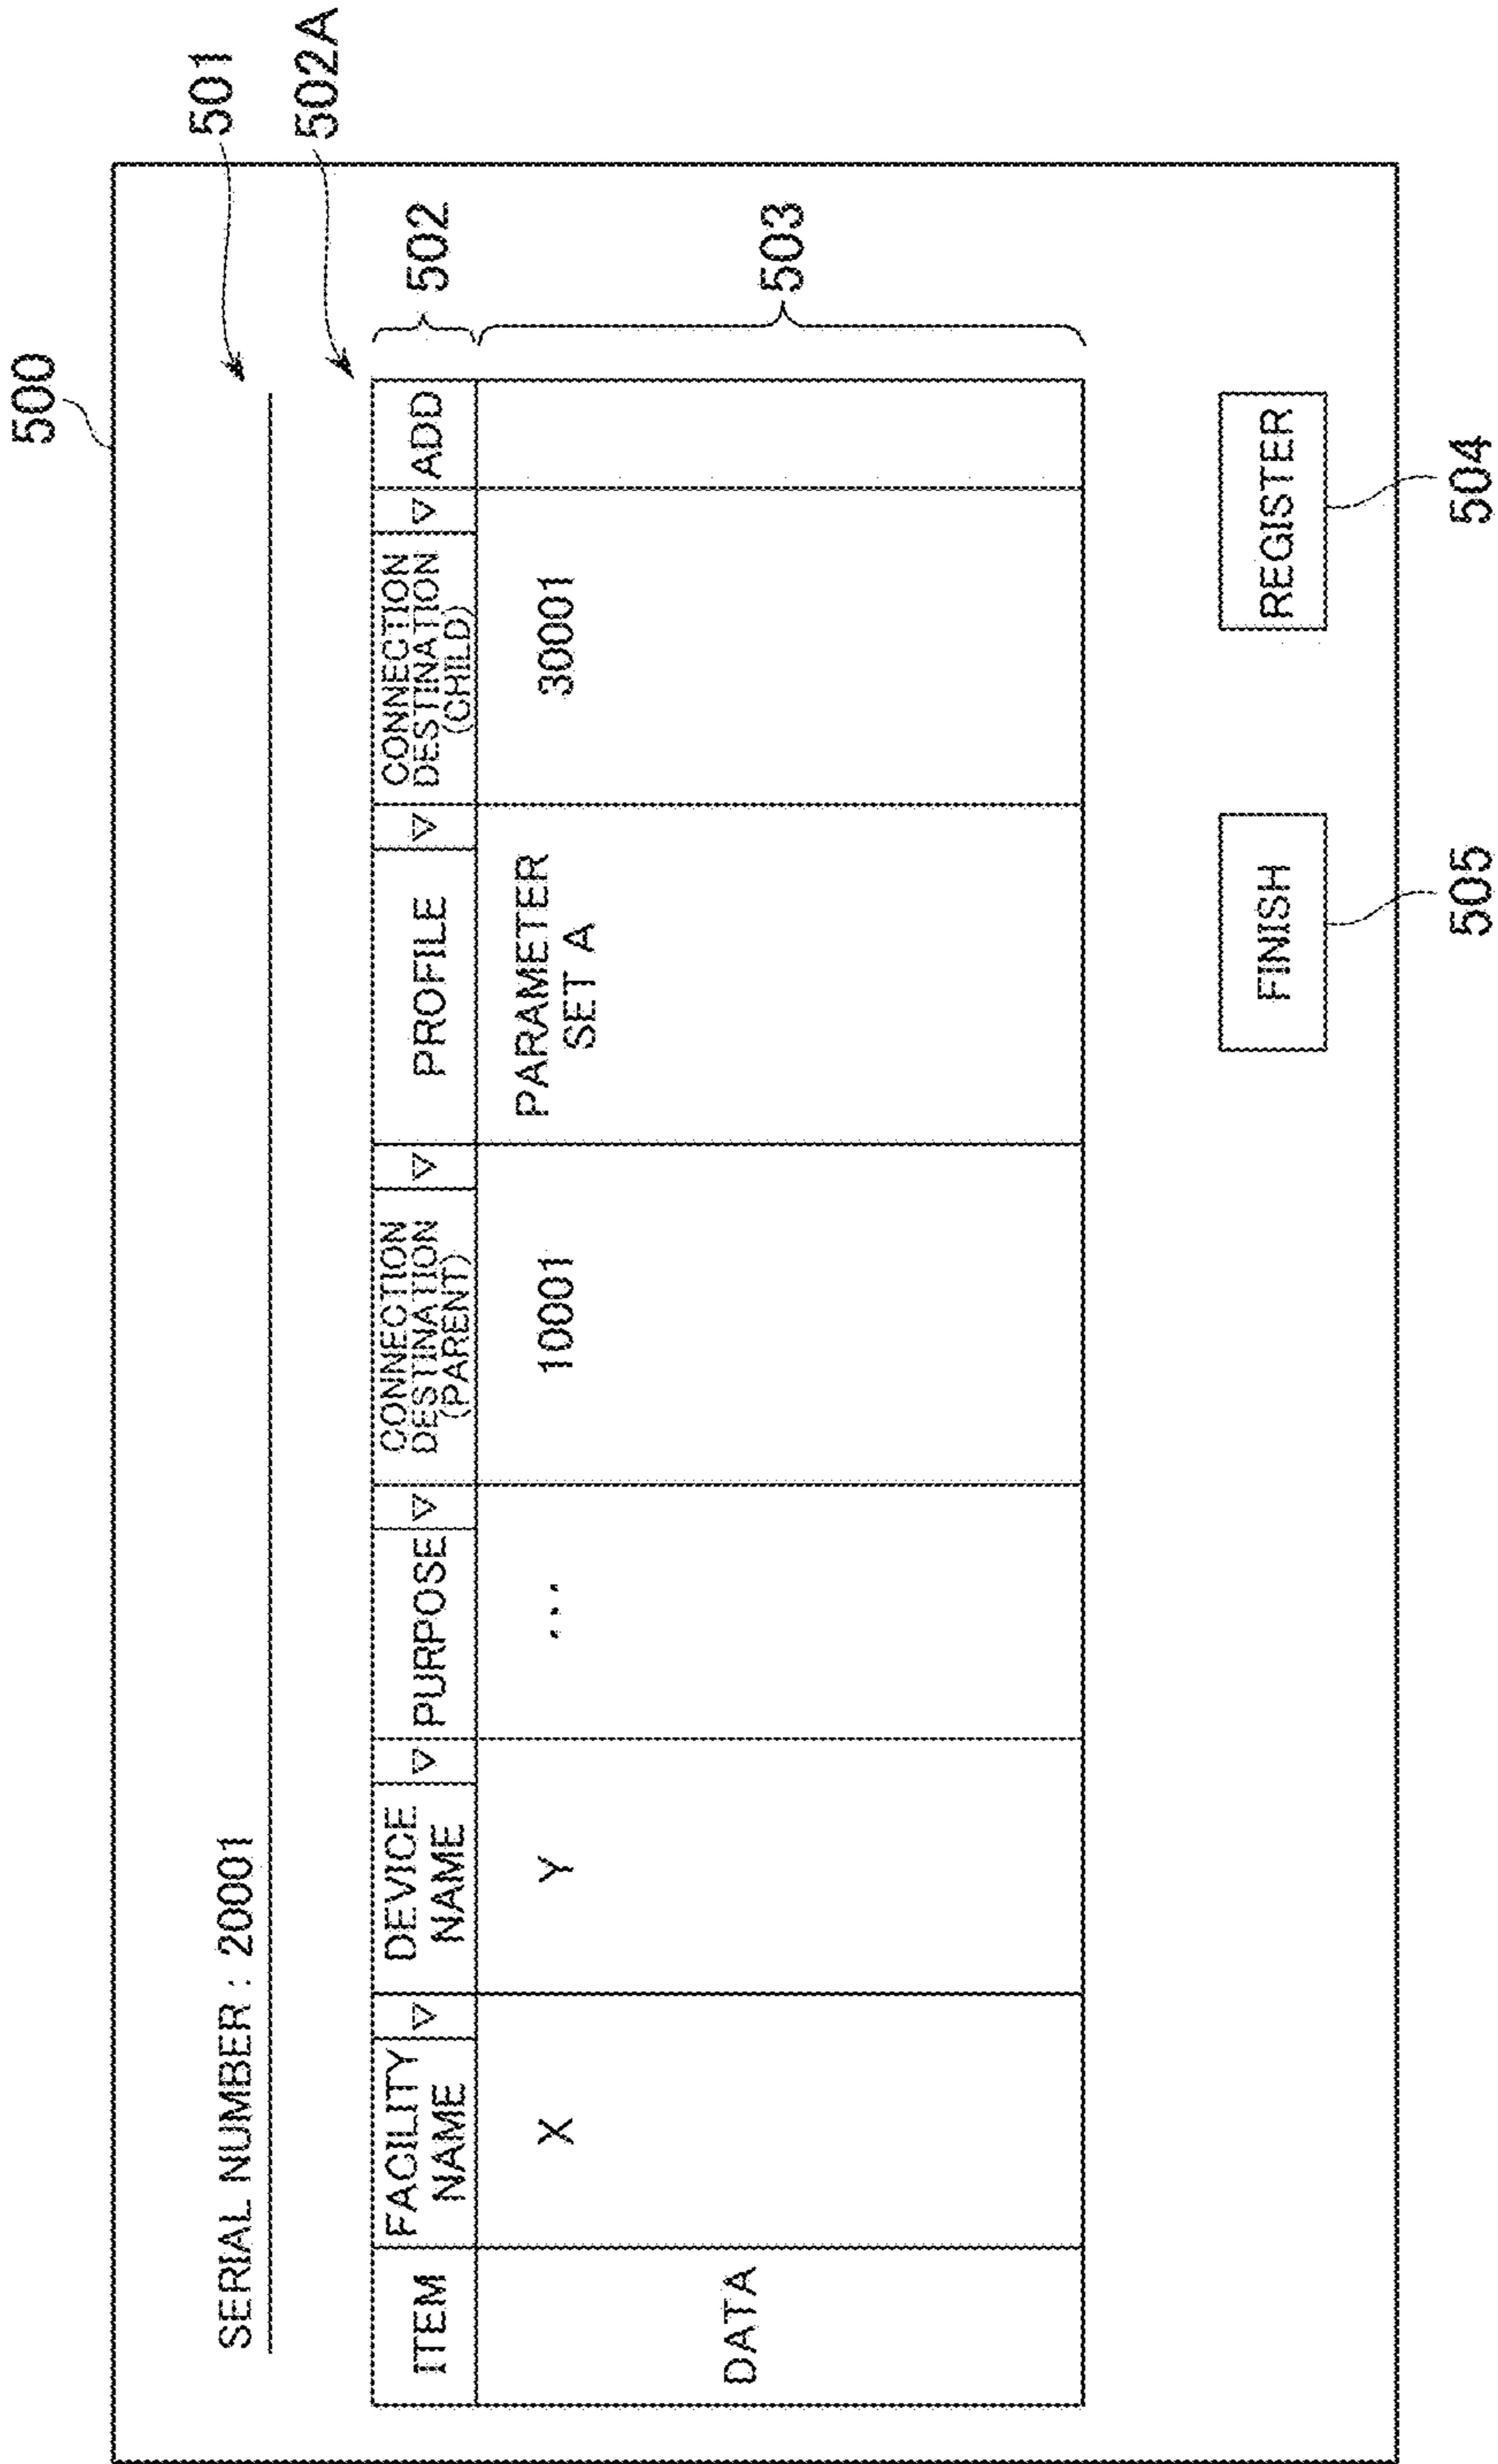 500
SERIAL NUMBER : 20001
501
502A
ITEM
FACILITY
NAME
▽
DEVICE
NAME
▽
PURPOSE
▽
CONNECTION
DESTINATION
(PARENT)
▽
PROFILE
▽
CONNECTION
DESTINATION
(CHILD)
▽
ADD
502
DATA
X
Y
...
10001
PARAMETER
SET A
30001
503
FINISH
REGISTER
505
504